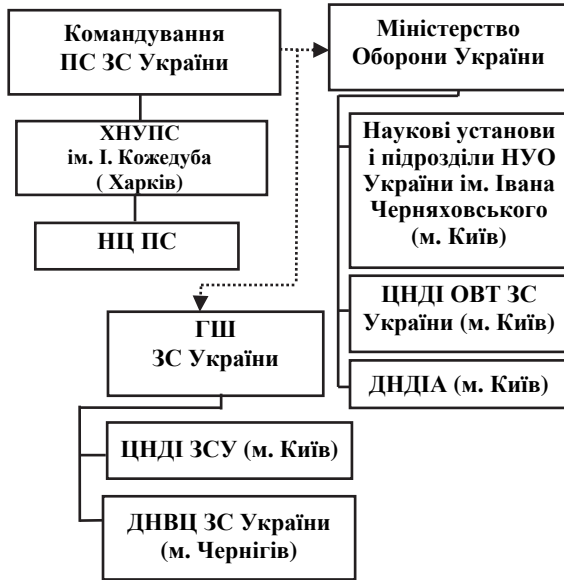 Командування
ПС ЗС України
Міністерство
Оборони України
ХНУПС
ім. І. Кожедуба
( Харків)
НЦ ПС
Наукові установи
і підрозділи НУО
України ім. Івана
Черняховського
(м. Київ)
ЦНДІ ОВТ ЗС
України (м. Київ)
ДНДІА (м. Київ)
ГШ
ЗС України
ЦНДІ ЗСУ (м. Київ)
ДНВЦ ЗС України
(м. Чернігів)